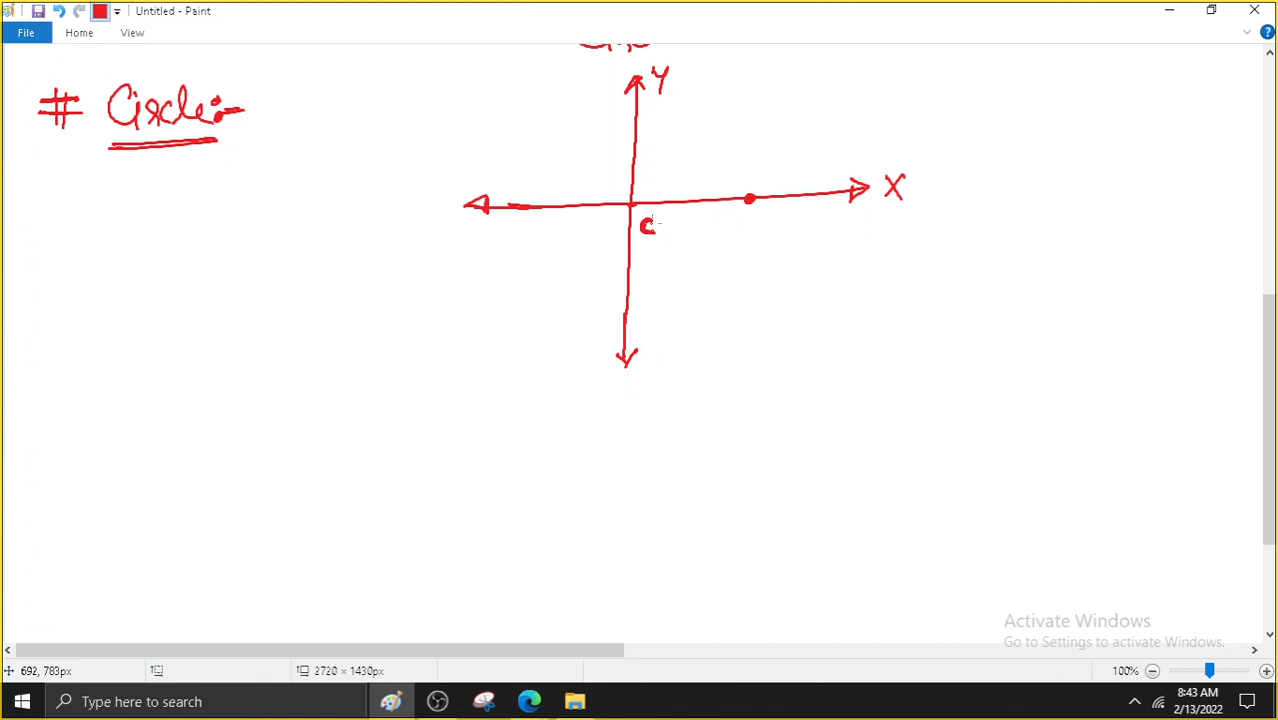 Untitled - Paint
File Home View
Y
# Circle:-
X
C
Activate Windows
Go to Settings to activate Windows.
692, 783px
2720 × 1430px
100%
Type here to search
8:43 AM
2/13/2022